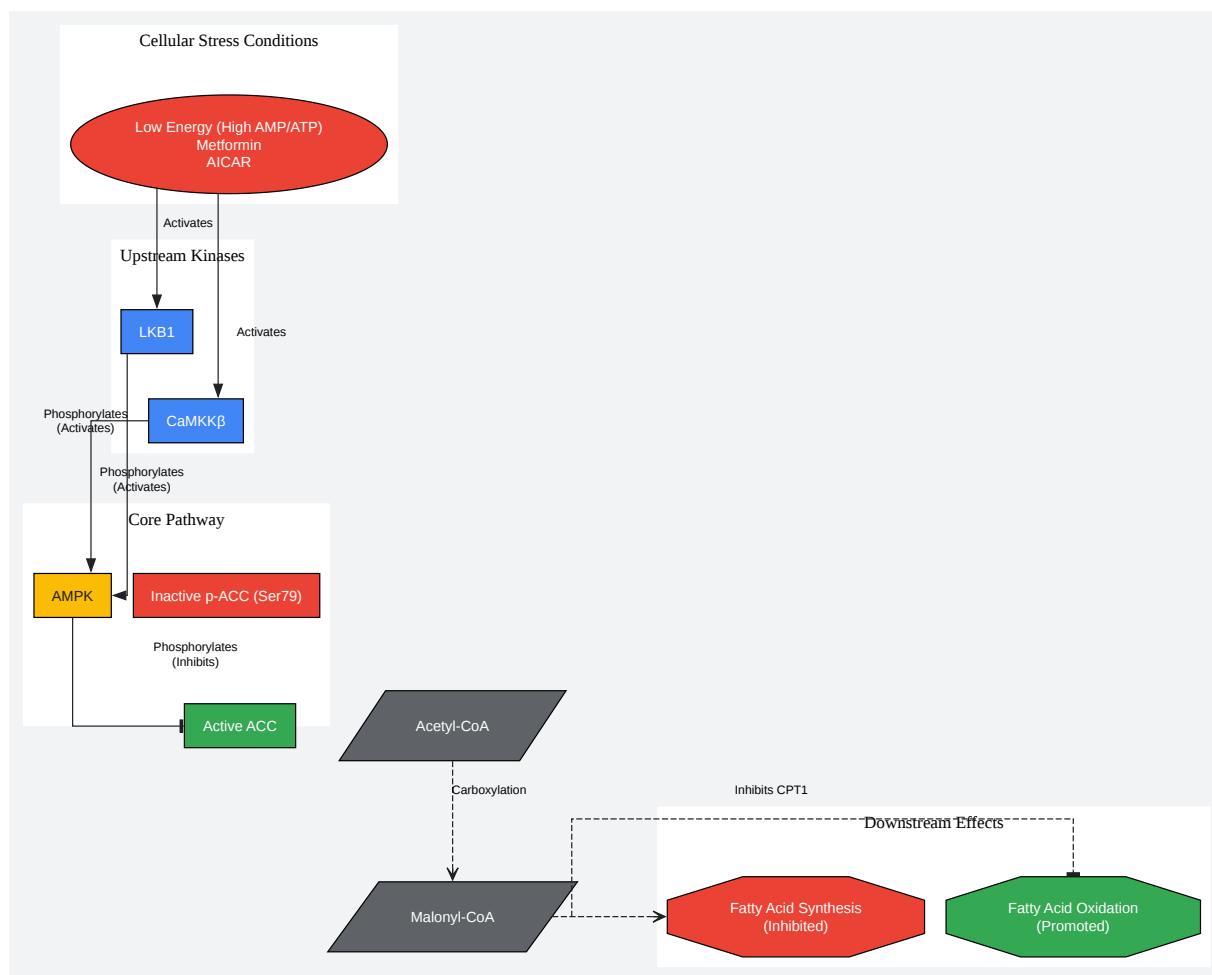 Cellular Stress Conditions
Low Energy (High AMP/ATP)
Metformin
AICAR
Activates
Upstream Kinases
LKB1
Activates
Phosphorylates
(Activates)
CaMKKβ
Phosphorylates
(Activates)
Core Pathway
AMPK
Inactive p-ACC (Ser79)
Phosphorylates
(Inhibits)
Active ACC
Acetyl-CoA
Carboxylation
Inhibits CPT1
Downstream Effects
Malonyl-CoA
Fatty Acid Synthesis
(Inhibited)
Fatty Acid Oxidation
(Promoted)